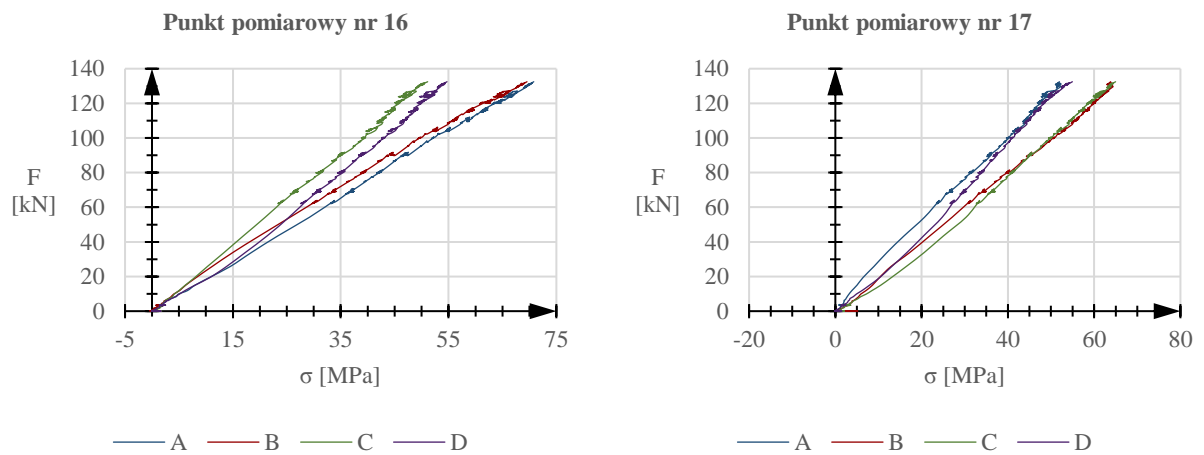 Punkt pomiarowy nr 16
140
120
100
80
60
40
20
0
F
[kN]
-5 15 35 55 75
σ [MPa]
A B C D
Punkt pomiarowy nr 17
140
120
100
80
60
40
20
0
F
[kN]
-20 0 20 40 60 80
σ [MPa]
A B C D